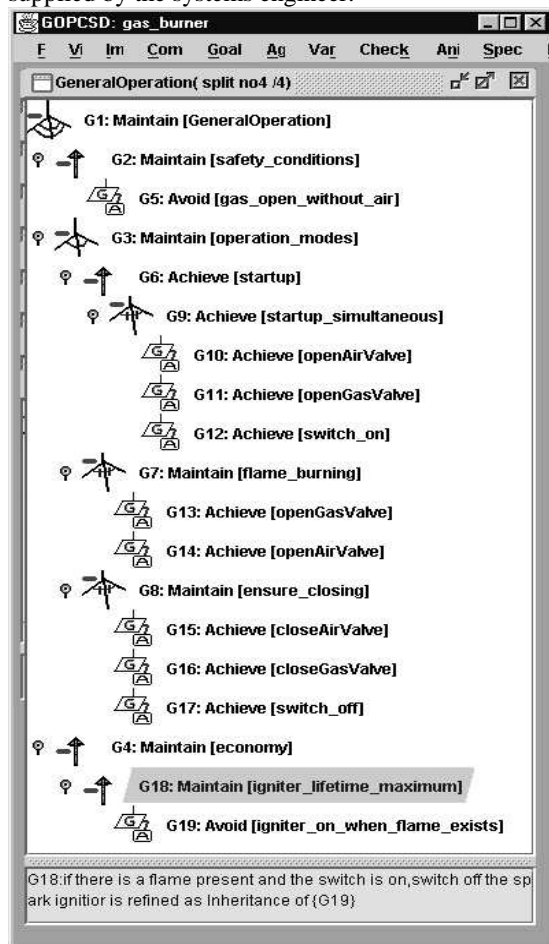 supplied by the systems engineer.
GOPCSD: gas_burner
F Vi Im Com Goal Ag Var Check Ani Spec
GeneralOperation( split no4 /4)
G1: Maintain [GeneralOperation]
G2: Maintain [safety_conditions]
G5: Avoid [gas_open_without_air]
G3: Maintain [operation_modes]
G6: Achieve [startup]
G9: Achieve [startup_simultaneous]
G10: Achieve [openAirValve]
G11: Achieve [openGasValve]
G12: Achieve [switch_on]
G7: Maintain [flame_burning]
G13: Achieve [openGasValve]
G14: Achieve [openAirValve]
G8: Maintain [ensure_closing]
G15: Achieve [closeAirValve]
G16: Achieve [closeGasValve]
G17: Achieve [switch_off]
G4: Maintain [economy]
G18: Maintain [igniter_lifetime_maximum]
G19: Avoid [igniter_on_when_flame_exists]
G18:if there is a flame present and the switch is on,switch off the sp
ark ignitior is refined as Inheritance of {G19}